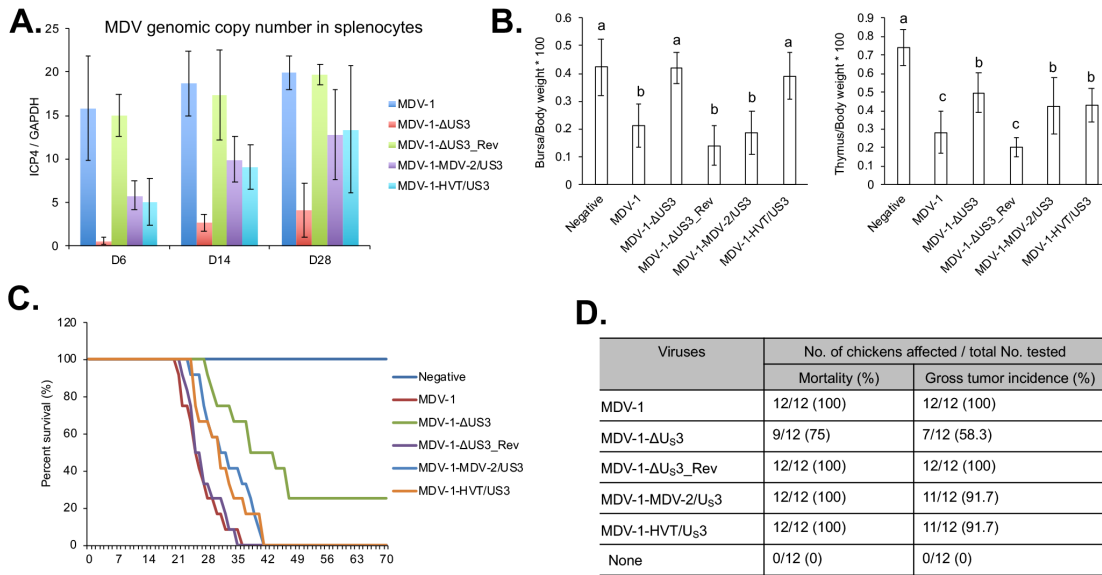 A.
MDV genomic copy number in splenocytes
ICP4 / GAPDH
25
20
15
10
5
0
D6
D14
D28
MDV-1
MDV-1-ΔUS3
MDV-1-ΔUS3_Rev
MDV-1-MDV-2/US3
MDV-1-HVT/US3
B.
Bursa/Body weight * 100
0.6
0.5
0.4
0.3
0.2
0.1
0
a
b
a
b
b
a
Negative
MDV-1
MDV-1-ΔUS3
MDV-1-ΔUS3_Rev
MDV-1-MDV-2/US3
MDV-1-HVT/US3
Thymus/Body weight * 100
0.9
0.8
0.7
0.6
0.5
0.4
0.3
0.2
0.1
0
a
c
b
c
b
b
Negative
MDV-1
MDV-1-ΔUS3
MDV-1-ΔUS3_Rev
MDV-1-MDV-2/US3
MDV-1-HVT/US3
C.
Percent survival (%)
120
100
80
60
40
20
0
0 7 14 21 28 35 42 49 56 63 70
Negative
MDV-1
MDV-1-ΔUS3
MDV-1-ΔUS3_Rev
MDV-1-MDV-2/US3
MDV-1-HVT/US3
D.
Viruses No. of chickens affected / total No. tested
Mortality (%) Gross tumor incidence (%)
MDV-1 12/12 (100) 12/12 (100)
MDV-1-ΔUs3 9/12 (75) 7/12 (58.3)
MDV-1-ΔUs3_Rev 12/12 (100) 12/12 (100)
MDV-1-MDV-2/Us3 12/12 (100) 11/12 (91.7)
MDV-1-HVT/Us3 12/12 (100) 11/12 (91.7)
None 0/12 (0) 0/12 (0)